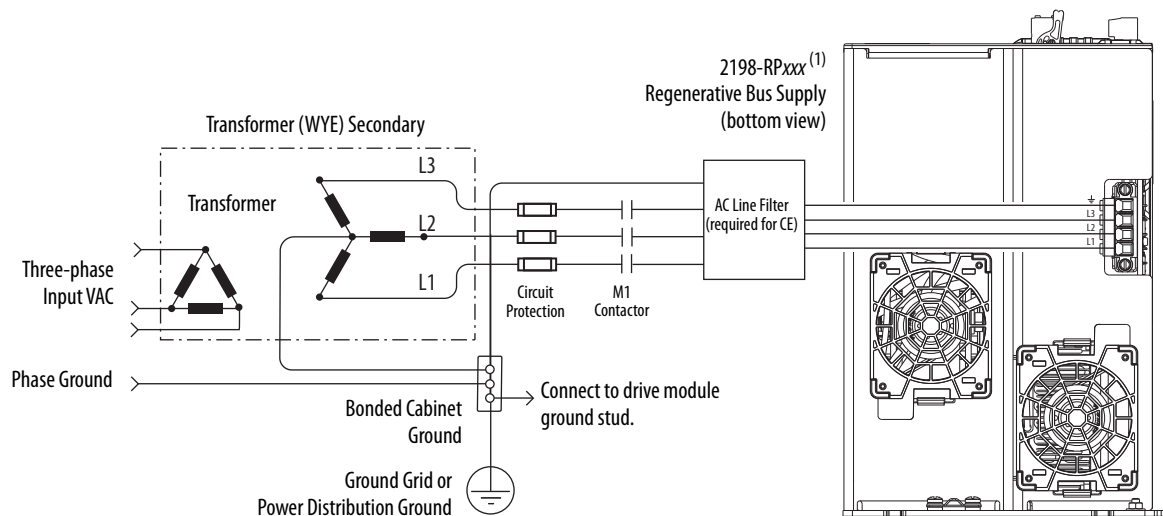 2198-RPxxx (1)
Regenerative Bus Supply
(bottom view)
Transformer (WYE) Secondary
L3
Transformer
L2
L1
AC Line Filter
(required for CE)
L3
L2
L1
Three-phase
Input VAC
Circuit
Protection
M1
Contactor
Phase Ground
Bonded Cabinet
Ground
Connect to drive module
ground stud.
Ground Grid or
Power Distribution Ground